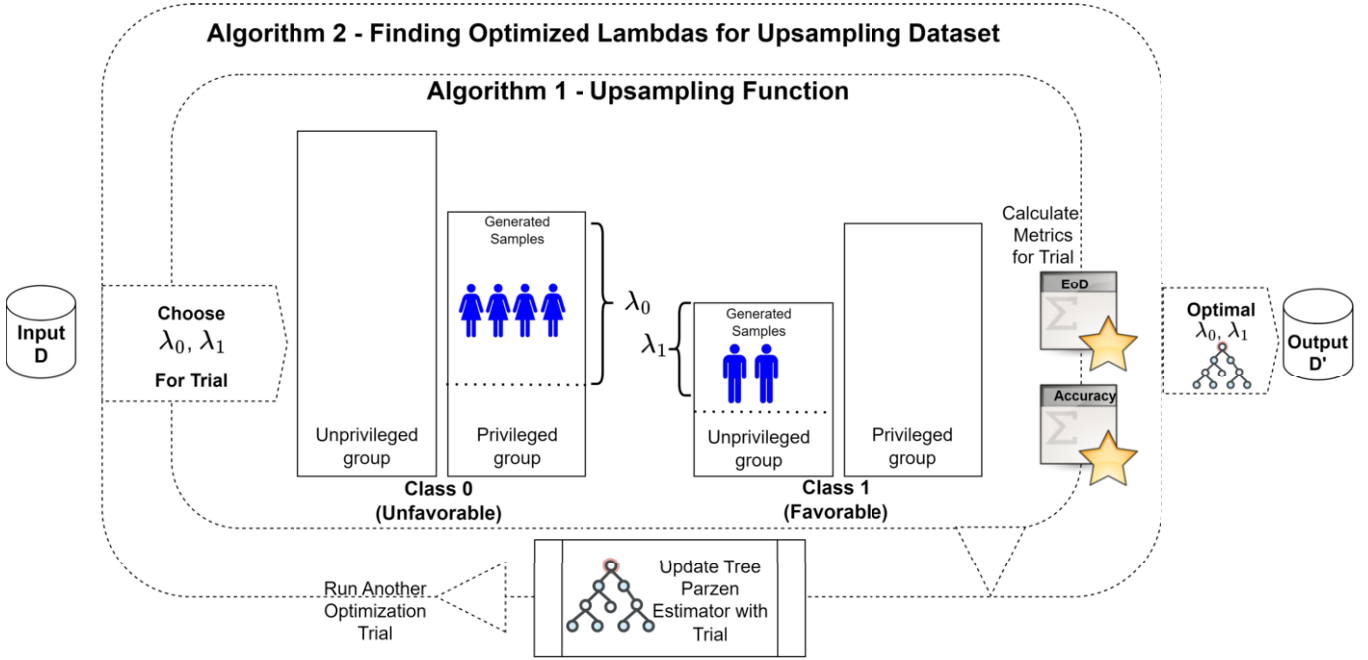 Algorithm 2 - Finding Optimized Lambdas for Upsampling Dataset
Algorithm 1 - Upsampling Function
Input
D
Choose
λ0, λ1
For Trial
Unprivileged
group
Generated
Samples
Privileged
group
λ0
Class 0
(Unfavorable)
λ1
Generated
Samples
Unprivileged
group
Privileged
group
Class 1
(Favorable)
Calculate
Metrics
for Trial
EoD
Σ
Accuracy
Σ
Optimal
λ0, λ1
Output
D'
Run Another
Optimization
Trial
Update Tree
Parzen
Estimator with
Trial